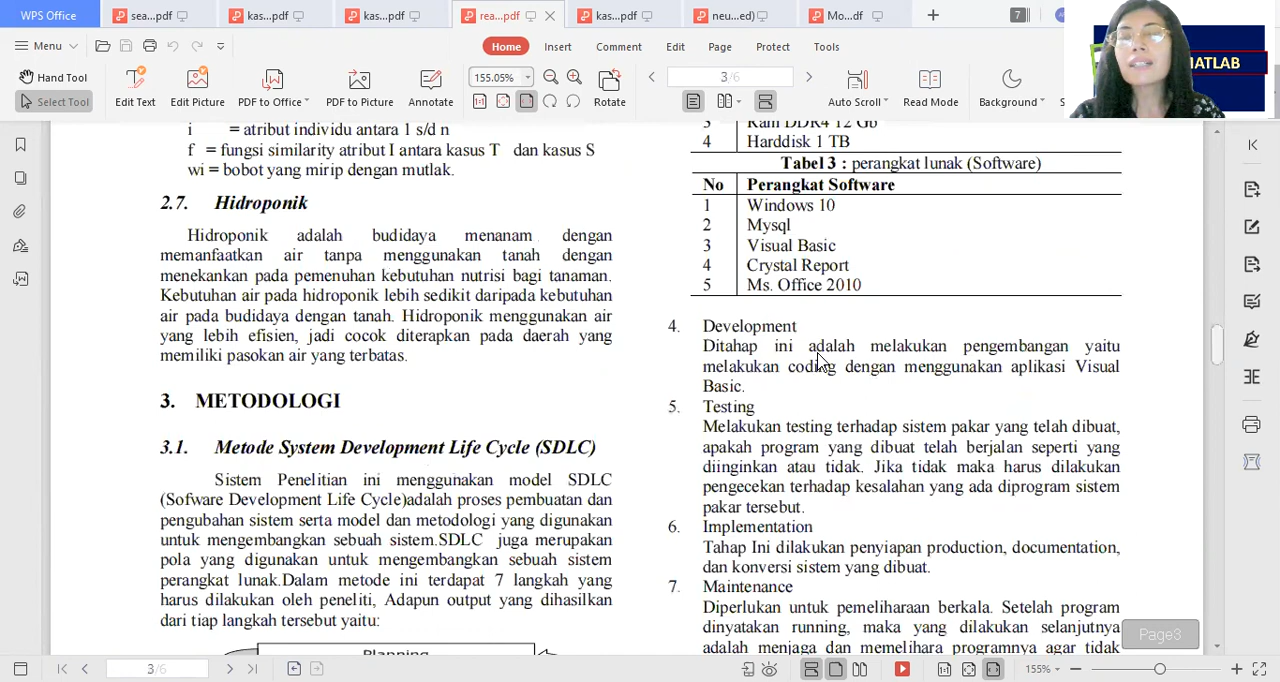 WPS Office
sea....pdf
kas....pdf
kas....pdf
rea....pdf
kas....pdf
neu...ed)
Mo...df
7
Menu
Home
Insert
Comment
Edit
Page
Protect
Tools
MATLAB
Hand Tool
Select Tool
Edit Text
Edit Picture
PDF to Office
PDF to Picture
Annotate
155.05%
Rotate
3/6
Auto Scroll
Read Mode
Background
i = atribut individu antara 1 s/d n
f = fungsi similarity atribut I antara kasus T dan kasus S
wi = bobot yang mirip dengan mutlak.
2.7. Hidroponik
Hidroponik adalah budidaya menanam dengan
memanfaatkan air tanpa menggunakan tanah dengan
menekankan pada pemenuhan kebutuhan nutrisi bagi tanaman.
Kebutuhan air pada hidroponik lebih sedikit daripada kebutuhan
air pada budidaya dengan tanah. Hidroponik menggunakan air
yang lebih efisien, jadi cocok diterapkan pada daerah yang
memiliki pasokan air yang terbatas.
3. METODOLOGI
3.1. Metode System Development Life Cycle (SDLC)
Sistem Penelitian ini menggunakan model SDLC
(Sofware Development Life Cycle)adalah proses pembuatan dan
pengubahan sistem serta model dan metodologi yang digunakan
untuk mengembangkan sebuah sistem.SDLC juga merupakan
pola yang digunakan untuk mengembangkan sebuah sistem
perangkat lunak.Dalam metode ini terdapat 7 langkah yang
harus dilakukan oleh peneliti, Adapun output yang dihasilkan
dari tiap langkah tersebut yaitu:
Planning
3 Ram DDR4 12 Gb
4 Harddisk 1 TB
Tabel 3 : perangkat lunak (Software)
No Perangkat Software
1 Windows 10
2 Mysql
3 Visual Basic
4 Crystal Report
5 Ms. Office 2010
4. Development
Ditahap ini adalah melakukan pengembangan yaitu
melakukan coding dengan menggunakan aplikasi Visual
Basic.
5. Testing
Melakukan testing terhadap sistem pakar yang telah dibuat,
apakah program yang dibuat telah berjalan seperti yang
diinginkan atau tidak. Jika tidak maka harus dilakukan
pengecekan terhadap kesalahan yang ada diprogram sistem
pakar tersebut.
6. Implementation
Tahap Ini dilakukan penyiapan production, documentation,
dan konversi sistem yang dibuat.
7. Maintenance
Diperlukan untuk pemeliharaan berkala. Setelah program
dinyatakan running, maka yang dilakukan selanjutnya
adalah menjaga dan memelihara programnya agar tidak
Page3
3/6
155%